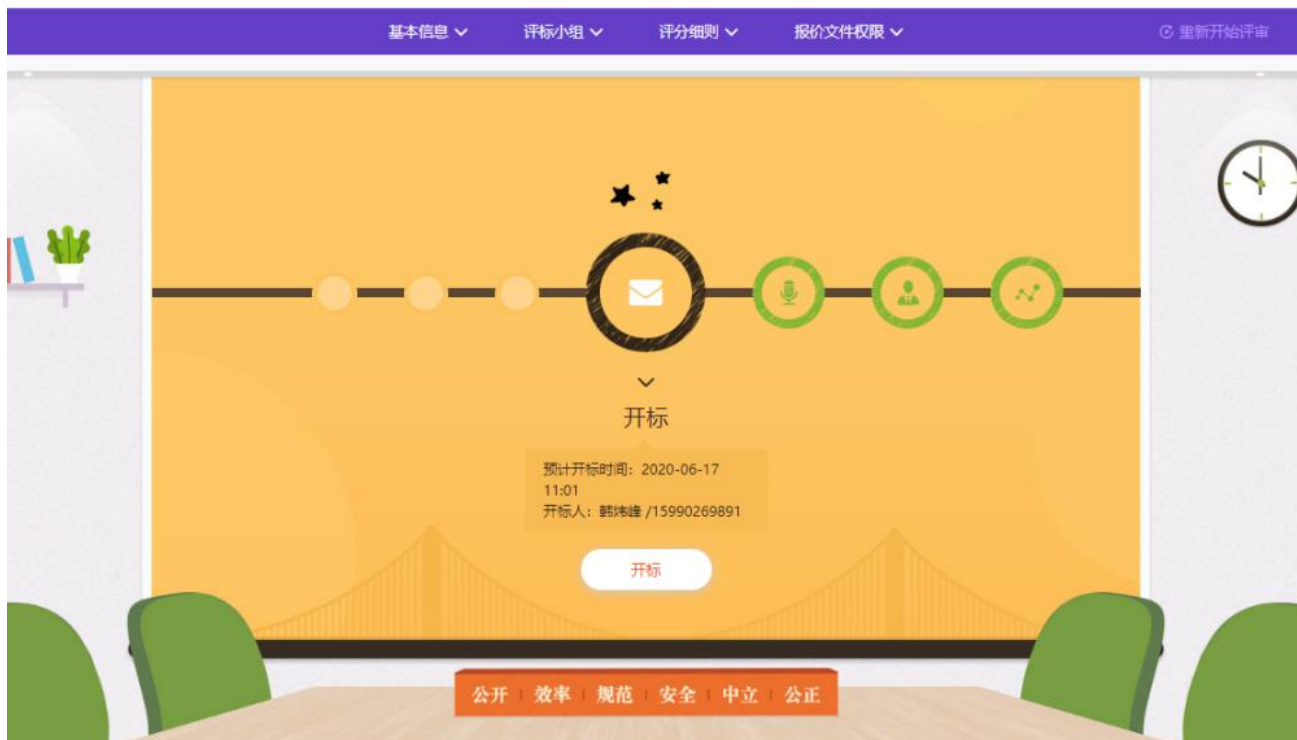 基本信息 评标小组 评分细则 报价文件权限 重新开始评审
开标
预计开标时间：2020-06-17
11:01
开标人：韩炜峰 /15990269891
开标
公开 效率 规范 安全 中立 公正